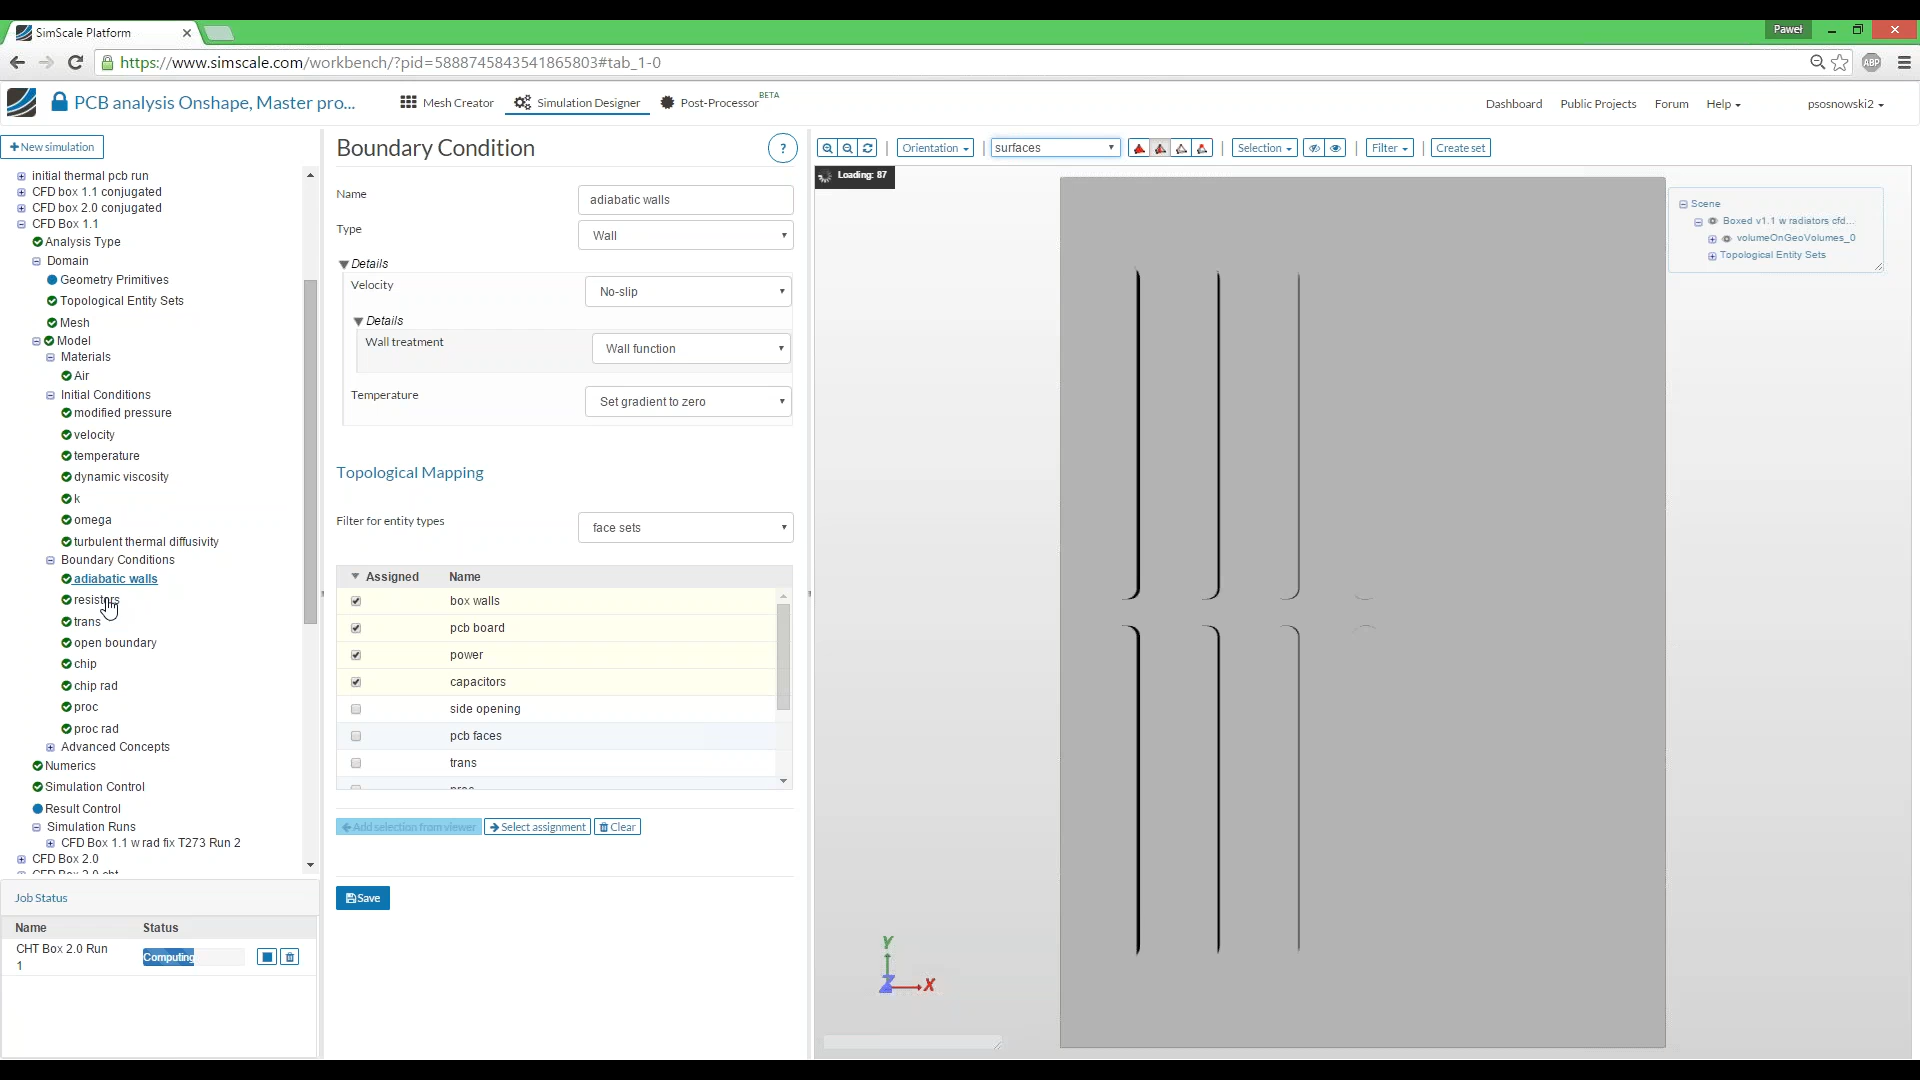 SimScale Platform
Paweł
https://www.simscale.com/workbench/?pid=5888745843541865803#tab_1-0
ABP
PCB analysis Onshape, Master pro...
Mesh Creator
Simulation Designer
Post-Processor
BETA
Dashboard
Public Projects
Forum
Help
psosnowski2
+New simulation
initial thermal pcb run
CFD box 1.1 conjugated
CFD box 2.0 conjugated
CFD Box 1.1
Analysis Type
Domain
Geometry Primitives
Topological Entity Sets
Mesh
Model
Materials
Air
Initial Conditions
modified pressure
velocity
temperature
dynamic viscosity
k
omega
turbulent thermal diffusivity
Boundary Conditions
adiabatic walls
resistors
trans
open boundary
chip
chip rad
proc
proc rad
Advanced Concepts
Numerics
Simulation Control
Result Control
Simulation Runs
CFD Box 1.1 w rad fix T273 Run 2
CFD Box 2.0
CFD Box 2.0 cht
Job Status
Name Status
CHT Box 2.0 Run 1
Computing
Boundary Condition
?
Name
adiabatic walls
Type
Wall
Details
Velocity
No-slip
Details
Wall treatment
Wall function
Temperature
Set gradient to zero
Topological Mapping
Filter for entity types
face sets
Assigned Name
box walls
pcb board
power
capacitors
side opening
pcb faces
trans
proc
Add selection from viewer
Select assignment
Clear
Save
Orientation
surfaces
Selection
Filter
Create set
Loading: 87
Scene
Boxed v1.1 w radiators cfd...
volumeOnGeoVolumes_0
Topological Entity Sets
Y
X